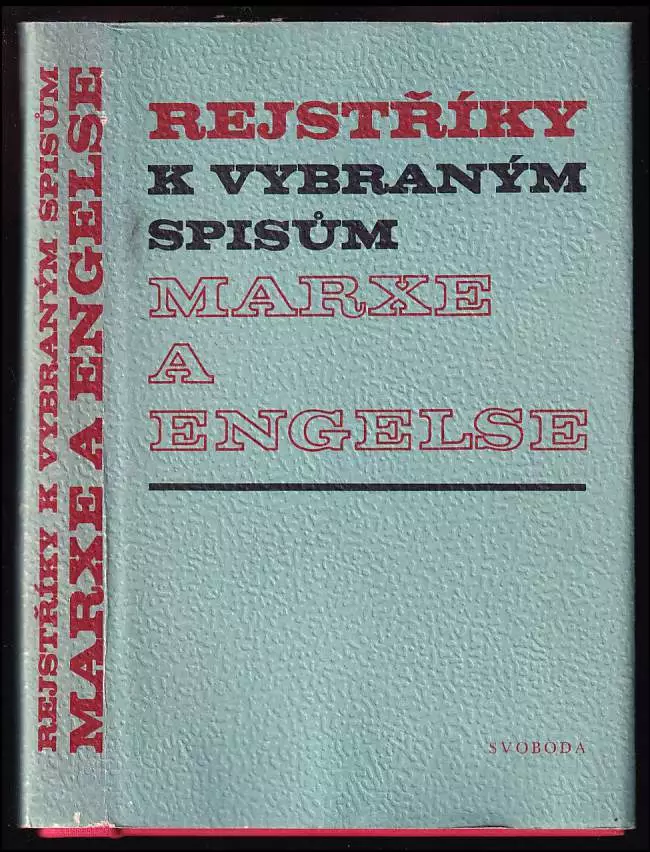 REJSTŘÍKY K VYBRANÝM SPISŮM
MARXE A ENGELSE
REJSTŘÍKY
K VYBRANÝM
SPISŮM
MARXE
A
ENGELSE
SVOBODA